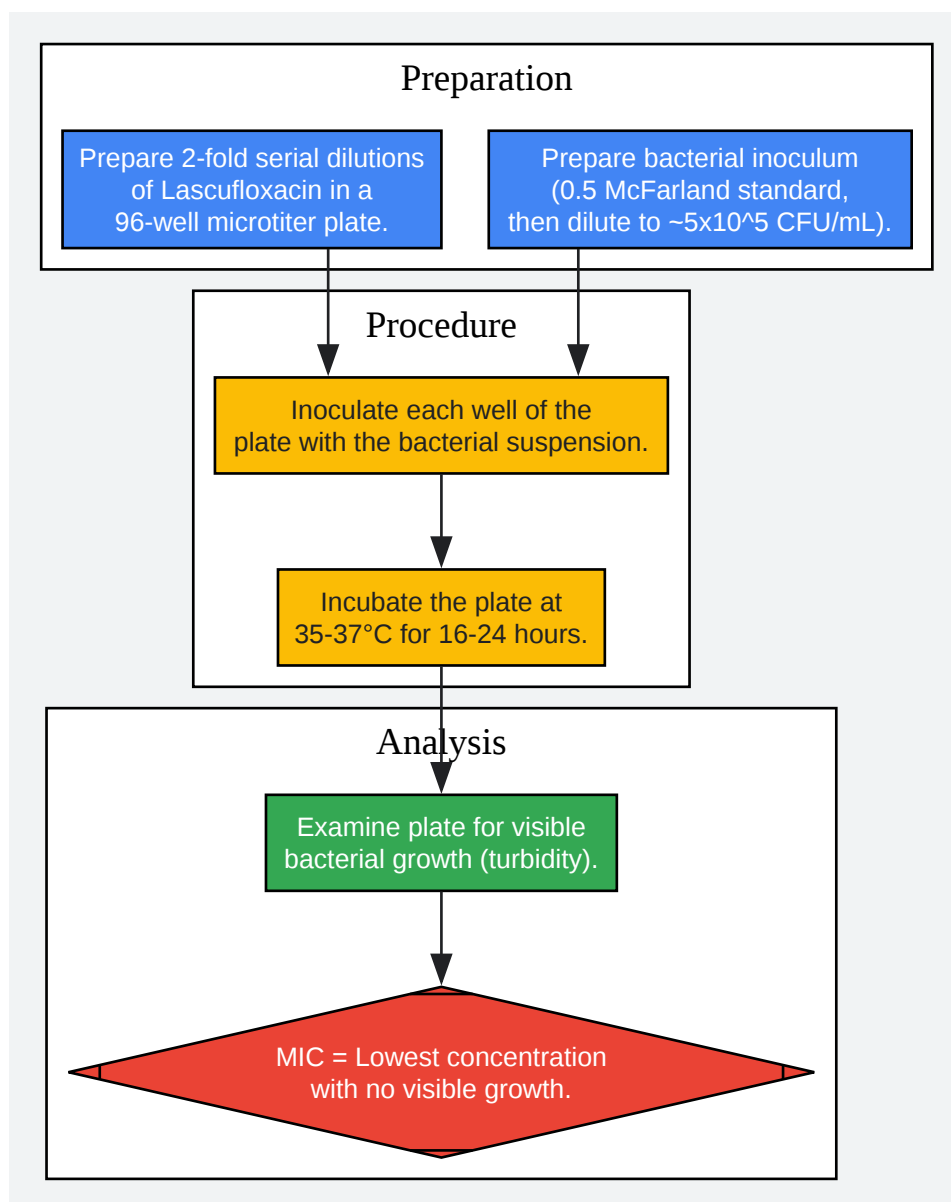 Preparation
Prepare 2-fold serial dilutions
of Lascufloxacin in a
96-well microtiter plate.
Prepare bacterial inoculum
(0.5 McFarland standard,
then dilute to ~5x10^5 CFU/mL).
Procedure
Inoculate each well of the
plate with the bacterial suspension.
Incubate the plate at
35-37°C for 16-24 hours.
Analysis
Examine plate for visible
bacterial growth (turbidity).
MIC = Lowest concentration
with no visible growth.